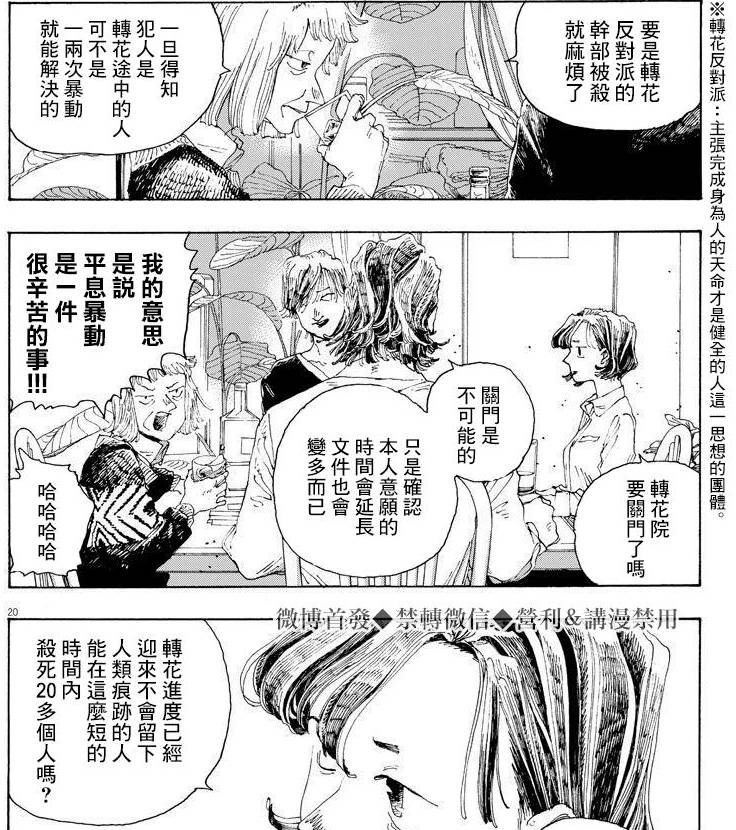 ※轉花反對派：主張完成身為人的天命才是健全的人這一思想的團體。
要是轉花
反對派的
幹部被殺
就麻煩了
一旦得知
犯人是
轉花途中的人
可不是
一兩次暴動
就能解決的
轉花院
要關門了嗎
關門是
不可能的
只是確認
本人意願的
時間會延長
文件也會
變多而已
我的意思
是說
平息暴動
是一件
很辛苦的事!!!
哈哈哈哈
20
微博首發◆禁轉微信◆營利&講漫禁用
轉花進度已經
迎來不會留下
人類痕跡的人
能在這麼短的
時間內
殺死20多個人嗎?